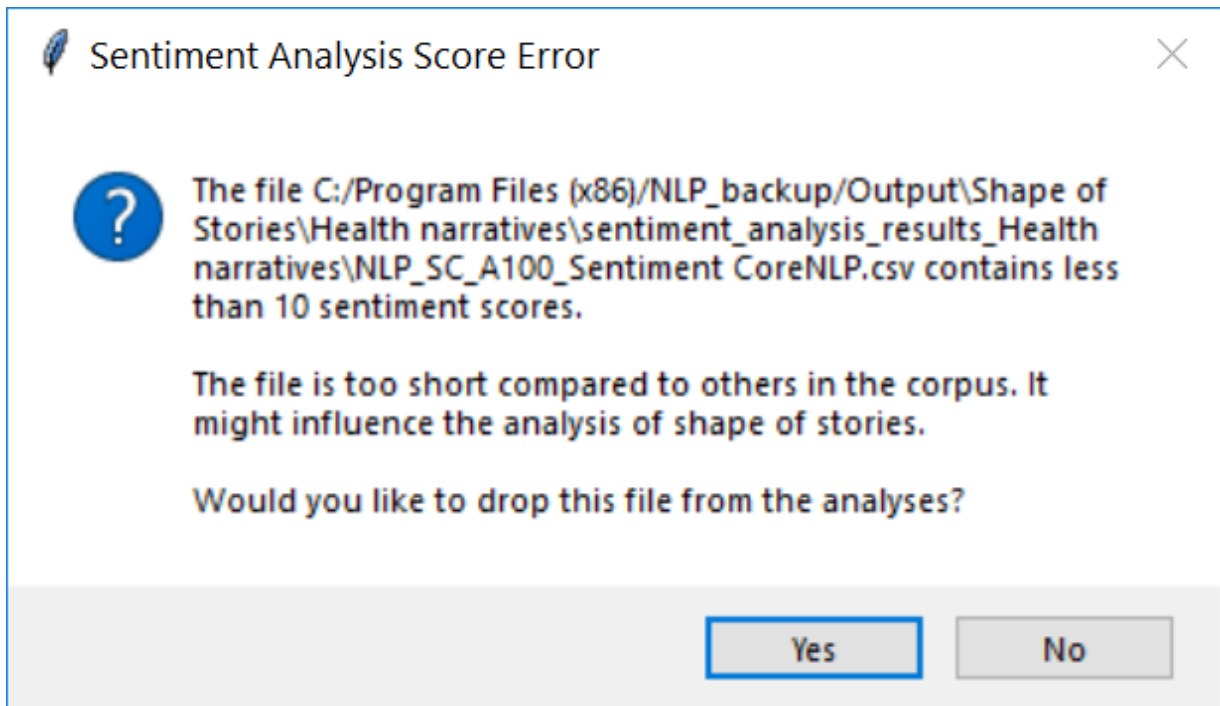 Sentiment Analysis Score Error
The file C:/Program Files (x86)/NLP_backup/Output\Shape of
Stories\Health narratives\sentiment_analysis_results_Health
narratives\NLP_SC_A100_Sentiment CoreNLP.csv contains less
than 10 sentiment scores.
The file is too short compared to others in the corpus. It
might influence the analysis of shape of stories.
Would you like to drop this file from the analyses?
Yes
No